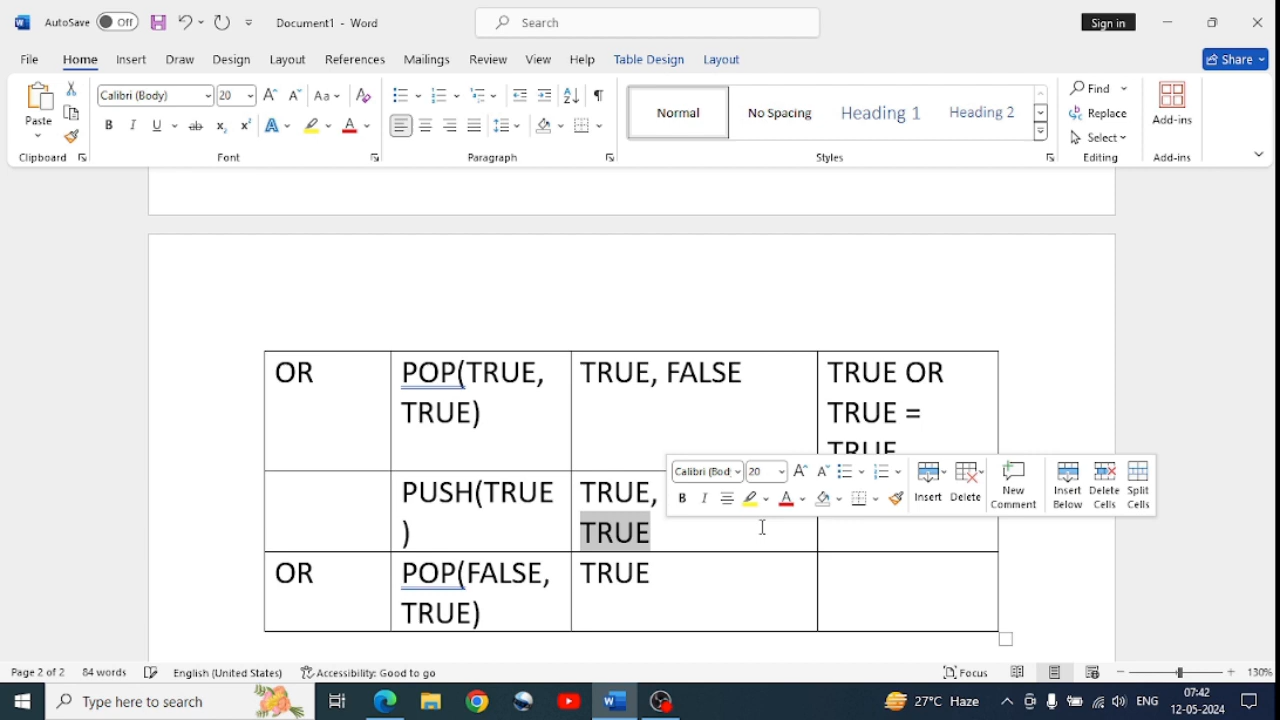 AutoSave Off Document1 - Word Search Sign in
File Home Insert Draw Design Layout References Mailings Review View Help Table Design Layout Share
Paste Calibri (Body) 20 Aa Normal No Spacing Heading 1 Heading 2 Find Replace Select Add-ins
Clipboard Font Paragraph Styles Editing Add-ins
OR POP(TRUE, TRUE, FALSE TRUE OR
TRUE) TRUE =
TRUE
Calibri (Bod 20 Insert Delete New Comment Insert Below Delete Cells Split Cells
PUSH(TRUE TRUE,
) TRUE
OR POP(FALSE, TRUE
TRUE)
Page 2 of 2 84 words English (United States) Accessibility: Good to go Focus 130%
Type here to search 27°C Haze ENG 07:42
12-05-2024